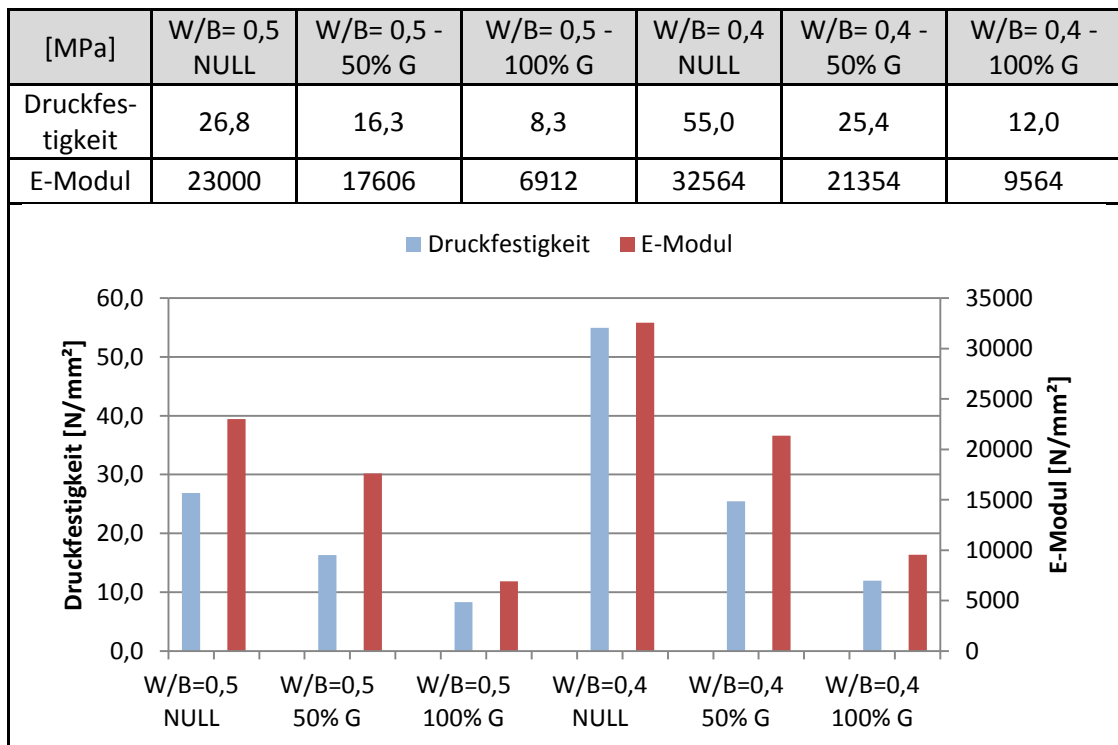 [MPa] W/B= 0,5 NULL W/B= 0,5 - 50% G W/B= 0,5 - 100% G W/B= 0,4 NULL W/B= 0,4 - 50% G W/B= 0,4 - 100% G
Druckfes-
tigkeit 26,8 16,3 8,3 55,0 25,4 12,0
E-Modul 23000 17606 6912 32564 21354 9564
Druckfestigkeit E-Modul
Druckfestigkeit [N/mm²]
60,0
50,0
40,0
30,0
20,0
10,0
0,0
35000
30000
25000
20000
15000
10000
5000
0
E-Modul [N/mm²]
W/B=0,5 W/B=0,5 W/B=0,5 W/B=0,4 W/B=0,4 W/B=0,4
NULL 50% G 100% G NULL 50% G 100% G